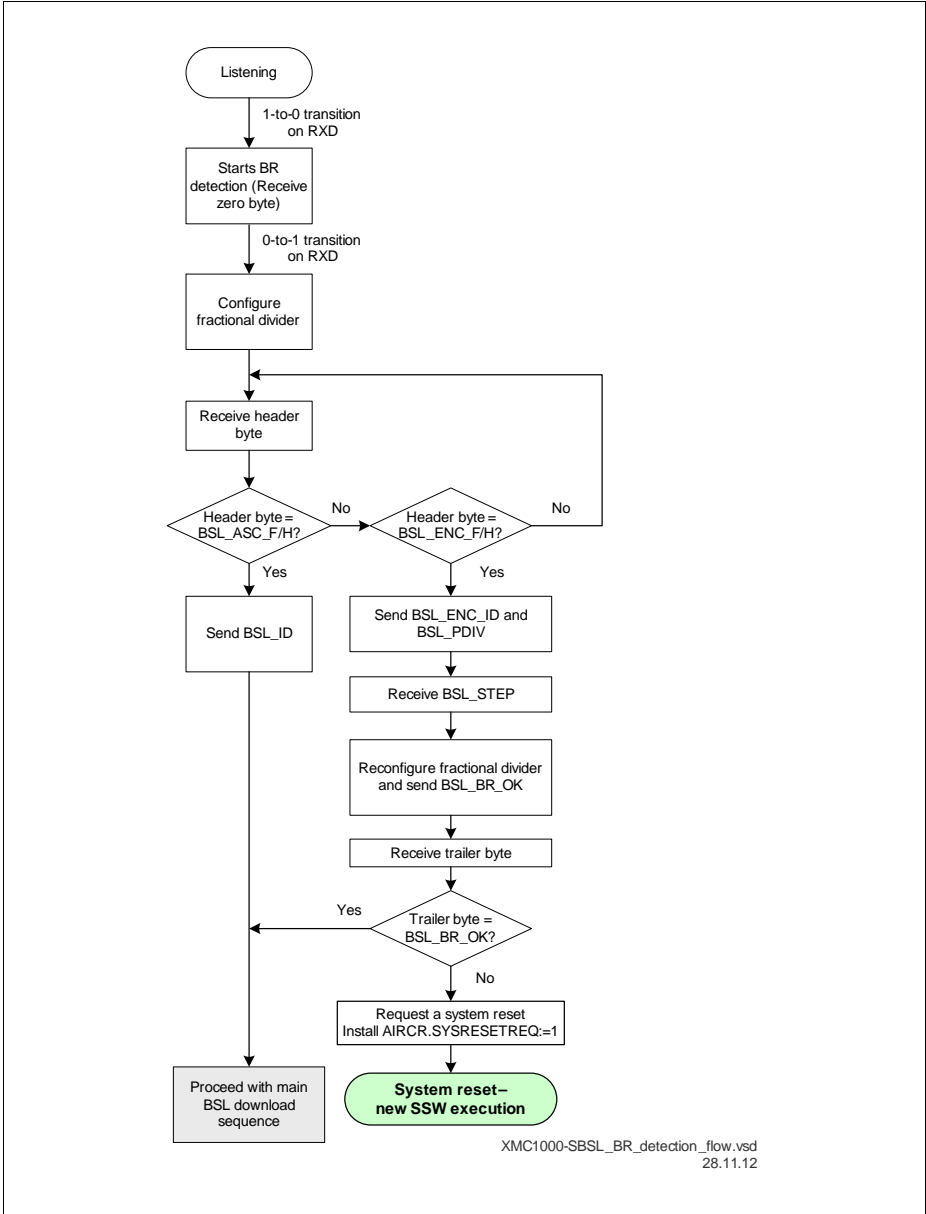 Listening
1-to-0 transition
on RXD
Starts BR
detection (Receive
zero byte)
0-to-1 transition
on RXD
Configure
fractional divider
Receive header
byte
Header byte =
BSL_ASC_F/H?
No
Header byte =
BSL_ENC_F/H?
No
Yes
Yes
Send BSL_ID
Send BSL_ENC_ID and
BSL_PDIV
Receive BSL_STEP
Reconfigure fractional divider
and send BSL_BR_OK
Receive trailer byte
Yes
Trailer byte =
BSL_BR_OK?
No
Request a system reset
Install AIRCR.SYSRESETREQ:=1
Proceed with main
BSL download
sequence
System reset–
new SSW execution
XMC1000-SBSL_BR_detection_flow.vsd
28.11.12